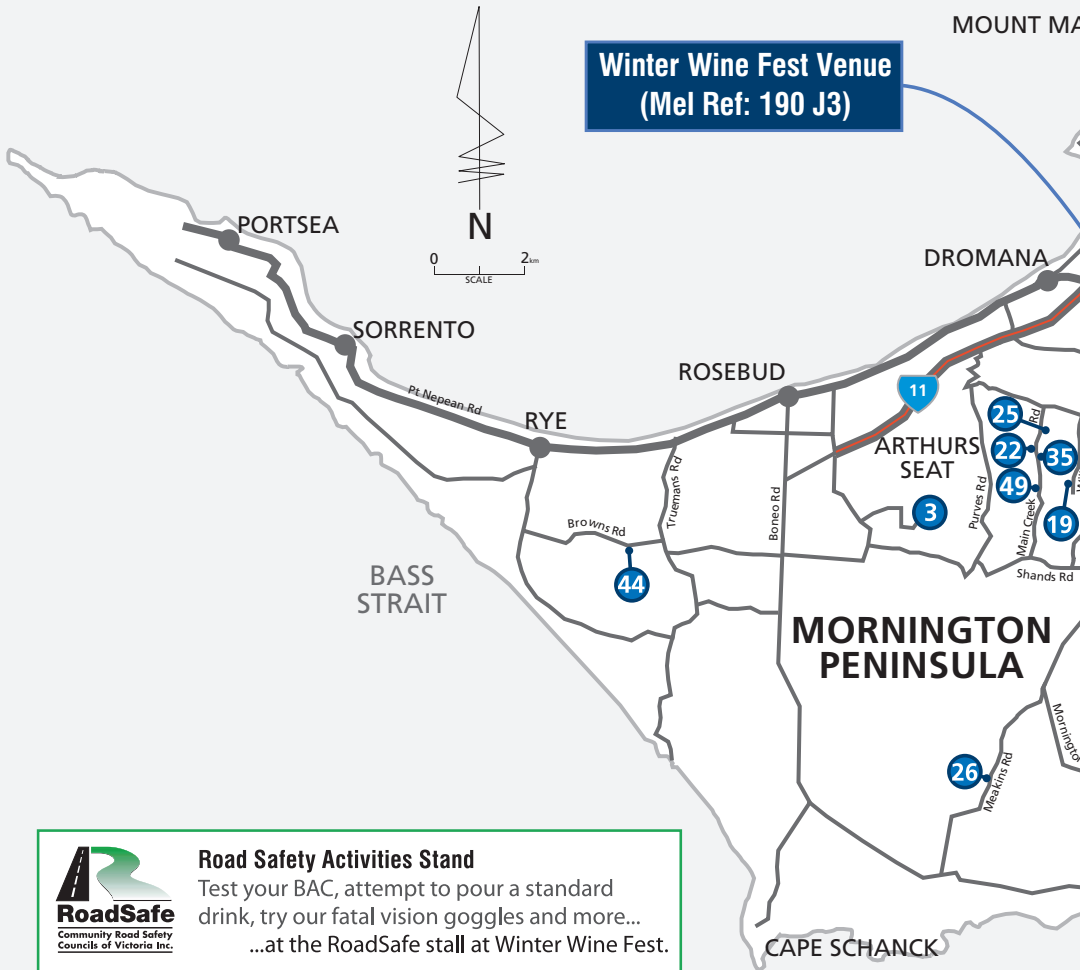 MOUNT MA
Winter Wine Fest Venue
(Mel Ref: 190 J3)
N
0 2km
SCALE
PORTSEA
DROMANA
SORRENTO
ROSEBUD
Pt Nepean Rd
11
RYE
25
Rd
ARTHURS
SEAT
22
35
49
3
19
Purves Rd
Main Creek
Truemans Rd
Boneo Rd
Browns Rd
44
Shands Rd
BASS
STRAIT
MORNINGTON
PENINSULA
Mornington
26
Meakins Rd
RoadSafe
Community Road Safety
Councils of Victoria Inc.
Road Safety Activities Stand
Test your BAC, attempt to pour a standard
drink, try our fatal vision goggles and more...
...at the RoadSafe stall at Winter Wine Fest.
CAPE SCHANCK